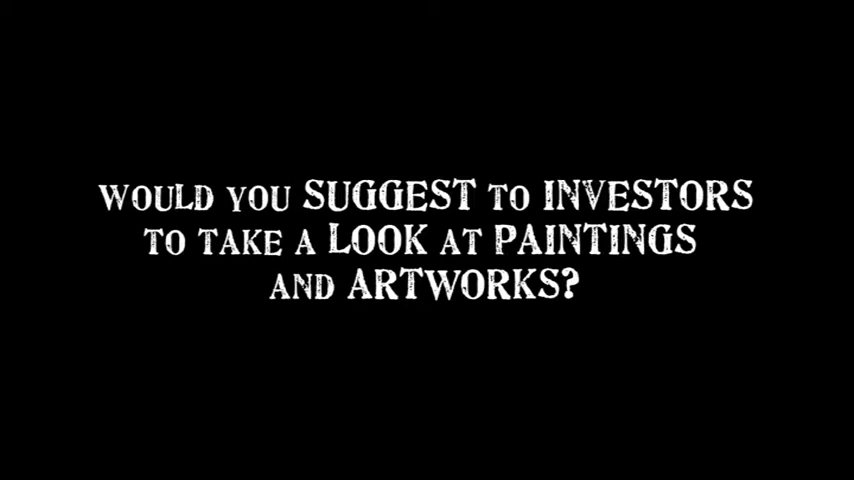 WOULD YOU SUGGEST TO INVESTORS
TO TAKE A LOOK AT PAINTINGS
AND ARTWORKS?